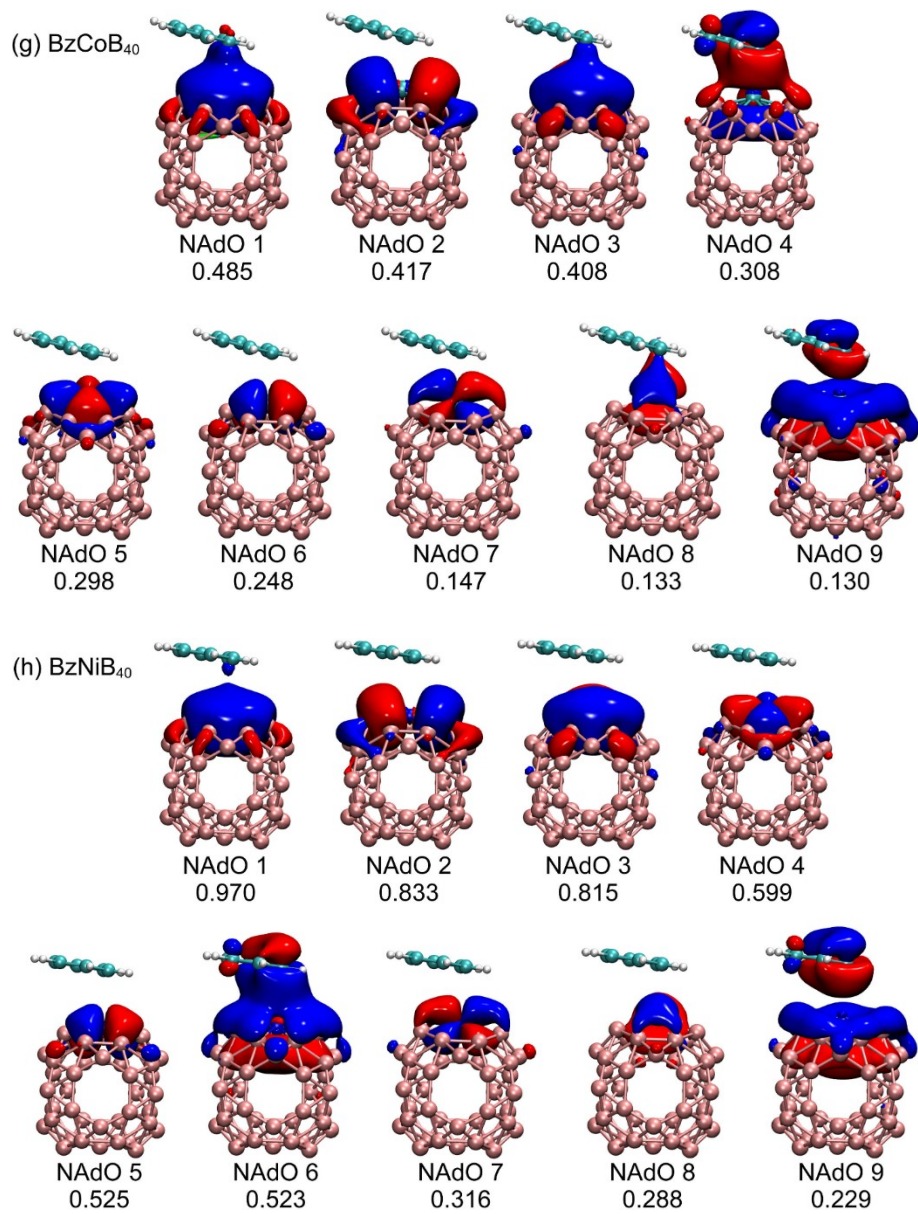 (g) BzCoB₄₀
NAdO 1 NAdO 2 NAdO 3 NAdO 4
0.485 0.417 0.408 0.308
NAdO 5 NAdO 6 NAdO 7 NAdO 8 NAdO 9
0.298 0.248 0.147 0.133 0.130
(h) BzNiB₄₀
NAdO 1 NAdO 2 NAdO 3 NAdO 4
0.970 0.833 0.815 0.599
NAdO 5 NAdO 6 NAdO 7 NAdO 8 NAdO 9
0.525 0.523 0.316 0.288 0.229